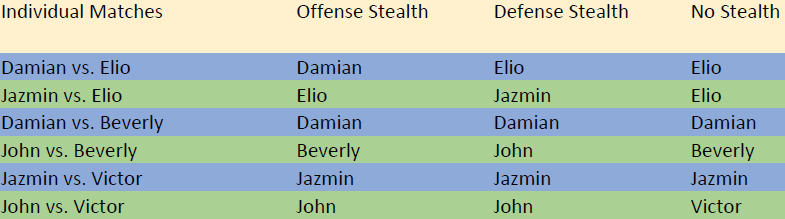 Individual Matches Offense Stealth Defense Stealth No Stealth
Damian vs. Elio Damian Elio Elio
Jazmin vs. Elio Elio Jazmin Elio
Damian vs. Beverly Damian Damian Damian
John vs. Beverly Beverly John Beverly
Jazmin vs. Victor Jazmin Jazmin Jazmin
John vs. Victor John John Victor